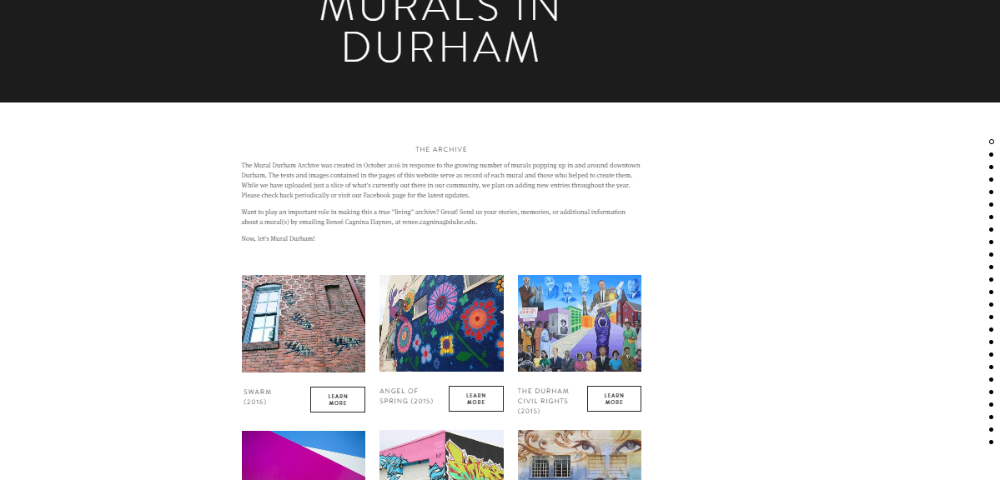 MURALS IN
DURHAM
THE ARCHIVE
The Mural Durham Archive was created in October 2016 in response to the growing number of murals popping up in and around downtown
Durham. The texts and images contained in the pages of this website serve as record of each mural and those who helped to create them.
While we have uploaded just a slice of what's currently out there in our community, we plan on adding new entries throughout the year.
Please check back periodically or visit our Facebook page for the latest updates.
Want to play an important role in making this a true "living" archive? Great! Send us your stories, memories, or additional information
about a mural(s) by emailing Reneé Cagnina Haynes, at renee.cagnina@duke.edu.
Now, let's Mural Durham!
SWARM
(2016)
LEARN
MORE
ANGEL OF
SPRING (2015)
LEARN
MORE
THE DURHAM
CIVIL RIGHTS
(2015)
LEARN
MORE